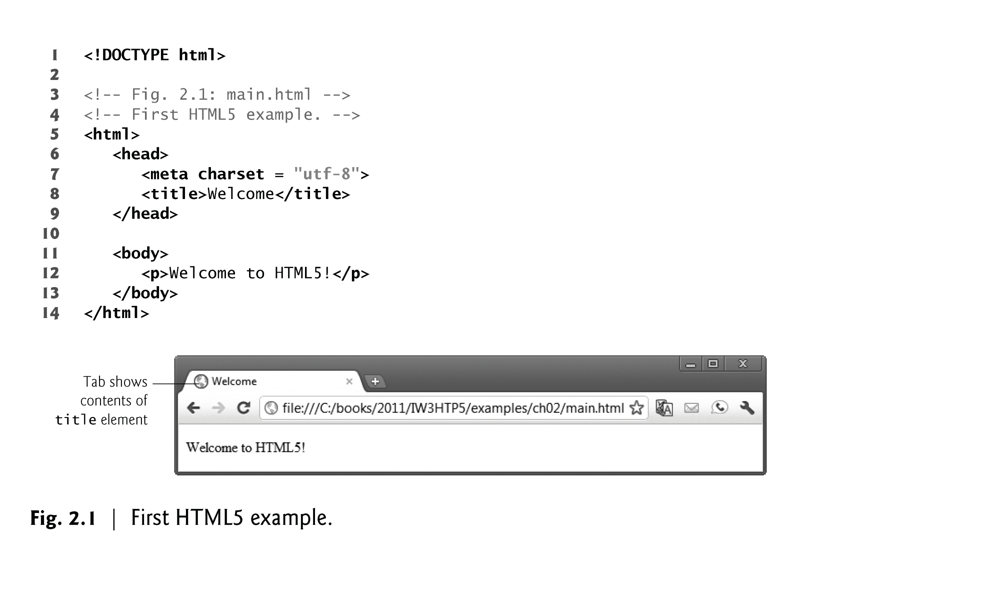 1 <!DOCTYPE html>
2
3 <!-- Fig. 2.1: main.html -->
4 <!-- First HTML5 example. -->
5 <html>
6 <head>
7 <meta charset = "utf-8">
8 <title>Welcome</title>
9 </head>
10
11 <body>
12 <p>Welcome to HTML5!</p>
13 </body>
14 </html>
Tab shows
contents of
title element
Welcome
file:///C:/books/2011/IW3HTP5/examples/ch02/main.html
Welcome to HTML5!
Fig. 2.1 | First HTML5 example.